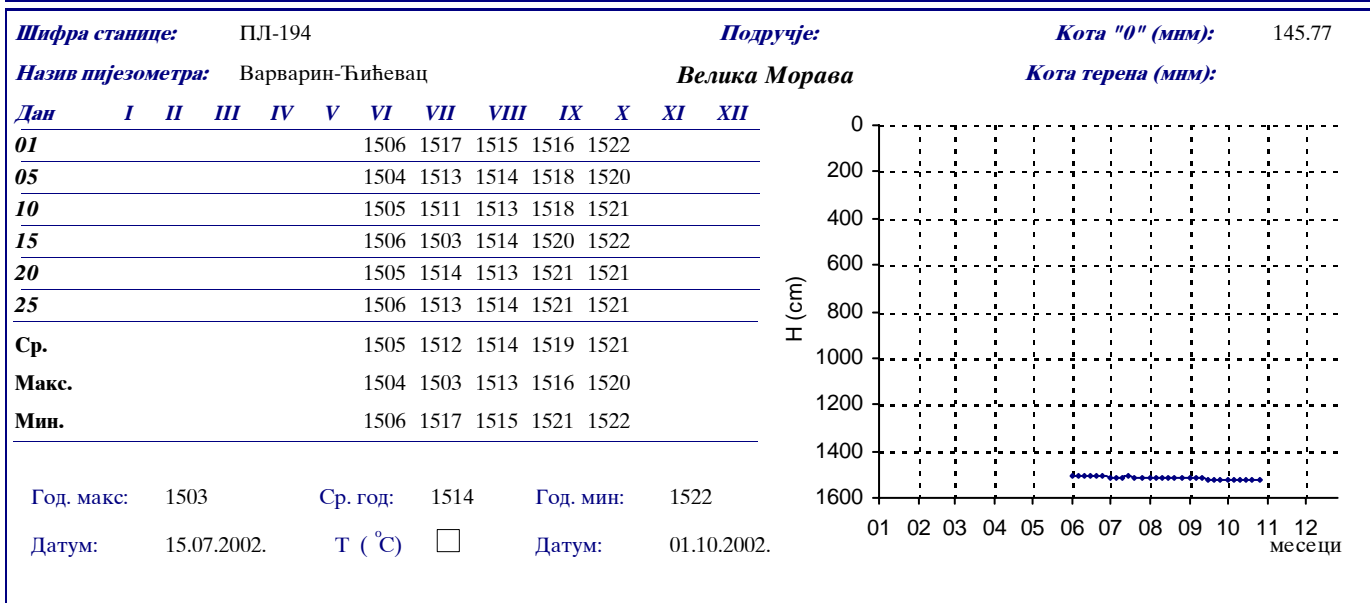 Шифра станице: ПЛ-194 Подручје: Кота "0" (мнм): 145.77
Назив пијезометра: Варварин-Ћићевац Велика Морава Кота терена (мнм):
Дан I II III IV V VI VII VIII IX X XI XII
01 1506 1517 1515 1516 1522
05 1504 1513 1514 1518 1520
10 1505 1511 1513 1518 1521
15 1506 1503 1514 1520 1522
20 1505 1514 1513 1521 1521
25 1506 1513 1514 1521 1521
Ср. 1505 1512 1514 1519 1521
Макс. 1504 1503 1513 1516 1520
Мин. 1506 1517 1515 1521 1522
Год. макс: 1503 Ср. год: 1514 Год. мин: 1522
Датум: 15.07.2002. T (°C) Датум: 01.10.2002.
H (cm)
0
200
400
600
800
1000
1200
1400
1600
01 02 03 04 05 06 07 08 09 10 11 12
месеци